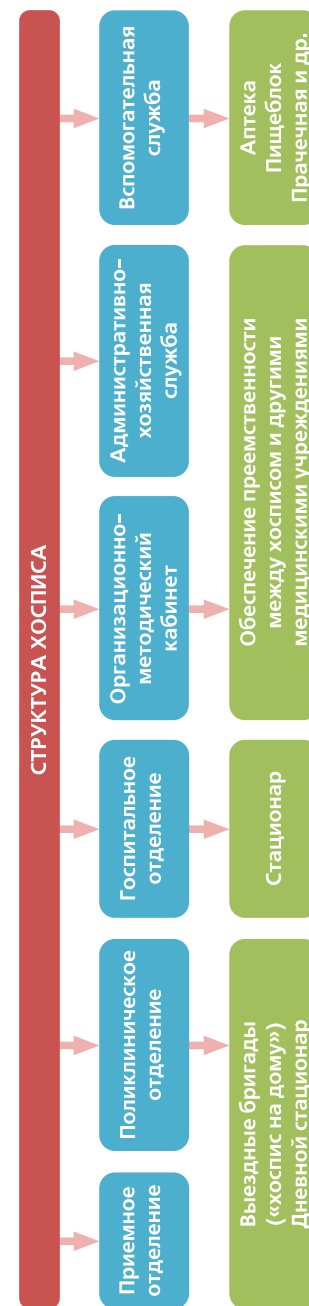 СТРУКТУРА ХОСПИСА
Приемное
отделение
Поликлиническое
отделение
Госпитальное
отделение
Организационно–
методический
кабинет
Административно–
хозяйственная
служба
Вспомогательная
служба
Выездные бригады
(«хоспис на дому»)
Дневной стационар
Стационар
Обеспечение преемственности
между хосписом и другими
медицинскими учреждениями
Аптека
Пищеблок
Прачечная и др.